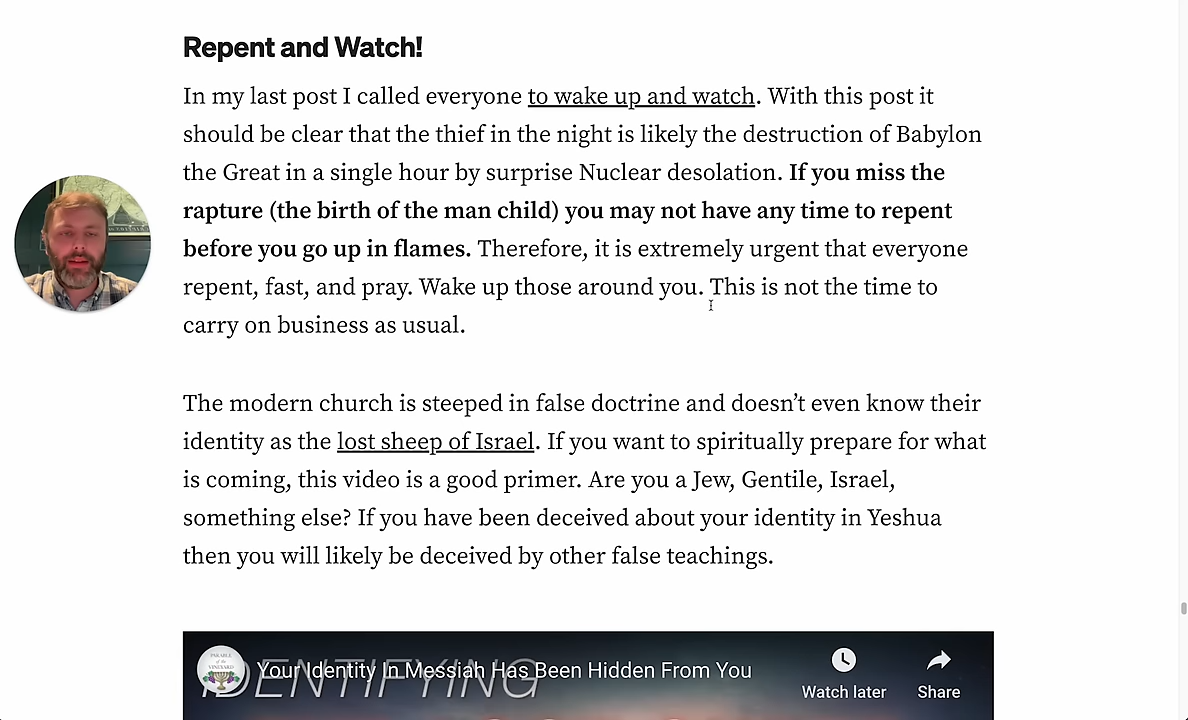 Repent and Watch!
In my last post I called everyone to wake up and watch. With this post it
should be clear that the thief in the night is likely the destruction of Babylon
the Great in a single hour by surprise Nuclear desolation. If you miss the
rapture (the birth of the man child) you may not have any time to repent
before you go up in flames. Therefore, it is extremely urgent that everyone
repent, fast, and pray. Wake up those around you. This is not the time to
carry on business as usual.
The modern church is steeped in false doctrine and doesn’t even know their
identity as the lost sheep of Israel. If you want to spiritually prepare for what
is coming, this video is a good primer. Are you a Jew, Gentile, Israel,
something else? If you have been deceived about your identity in Yeshua
then you will likely be deceived by other false teachings.
PARABLE
of the
VINEYARD
Your Identity in Messiah Has Been Hidden From You
IDENTIFYING
Watch later
Share